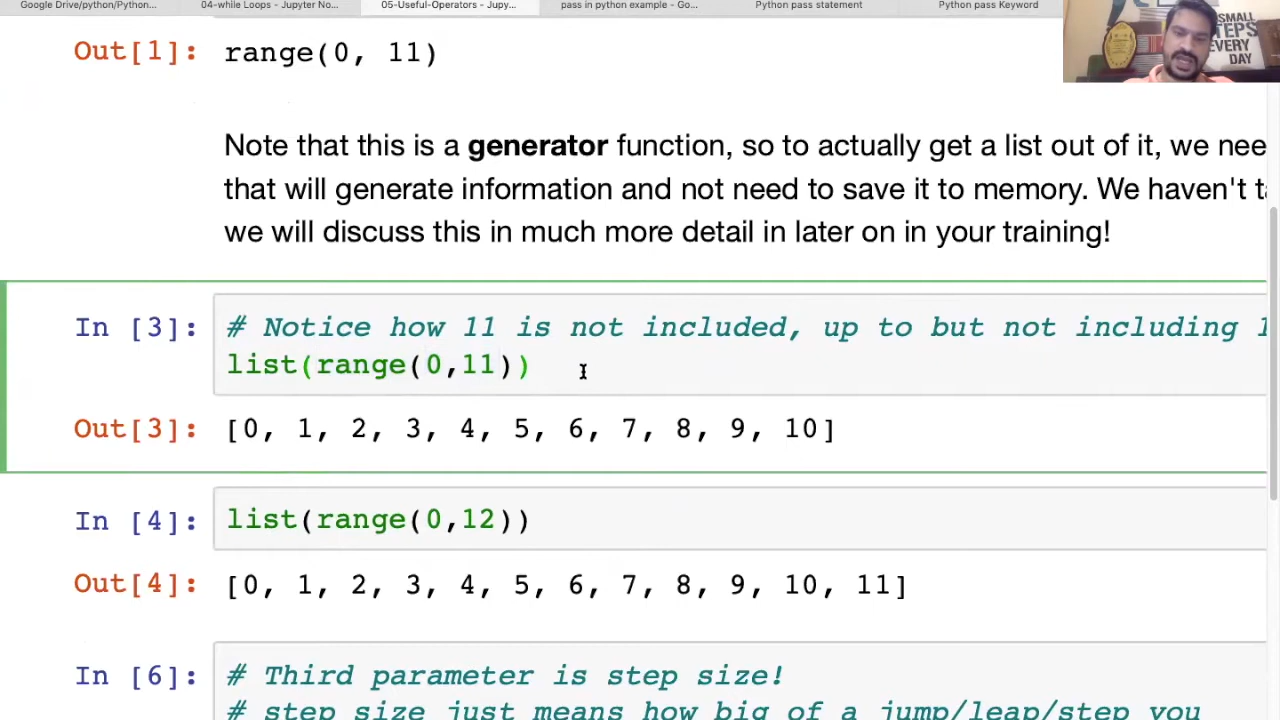 Google Drive/python/Python...
04-while Loops - Jupyter No...
05-Useful-Operators - Jupy...
pass in python example - Go...
Python pass statement
Python pass Keyword
SMALL
STEPS
EVERY
DAY
Out[1]: range(0, 11)
Note that this is a generator function, so to actually get a list out of it, we nee
that will generate information and not need to save it to memory. We haven't t
we will discuss this in much more detail in later on in your training!
In [3]: # Notice how 11 is not included, up to but not including 1
list(range(0,11))
Out[3]: [0, 1, 2, 3, 4, 5, 6, 7, 8, 9, 10]
In [4]: list(range(0,12))
Out[4]: [0, 1, 2, 3, 4, 5, 6, 7, 8, 9, 10, 11]
In [6]: # Third parameter is step size!
# step size just means how big of a jump/leap/step you